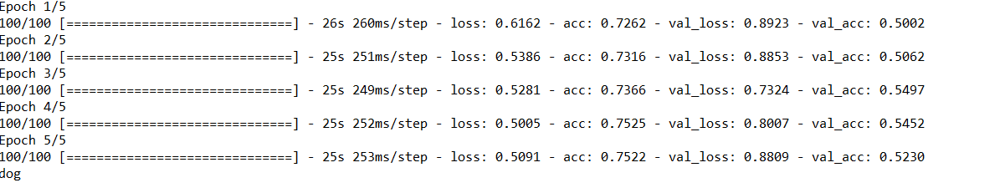 Epoch 1/5
100/100 [==============================] - 26s 260ms/step - loss: 0.6162 - acc: 0.7262 - val_loss: 0.8923 - val_acc: 0.5002
Epoch 2/5
100/100 [==============================] - 25s 251ms/step - loss: 0.5386 - acc: 0.7316 - val_loss: 0.8853 - val_acc: 0.5062
Epoch 3/5
100/100 [==============================] - 25s 249ms/step - loss: 0.5281 - acc: 0.7366 - val_loss: 0.7324 - val_acc: 0.5497
Epoch 4/5
100/100 [==============================] - 25s 252ms/step - loss: 0.5005 - acc: 0.7525 - val_loss: 0.8007 - val_acc: 0.5452
Epoch 5/5
100/100 [==============================] - 25s 253ms/step - loss: 0.5091 - acc: 0.7522 - val_loss: 0.8809 - val_acc: 0.5230
dog